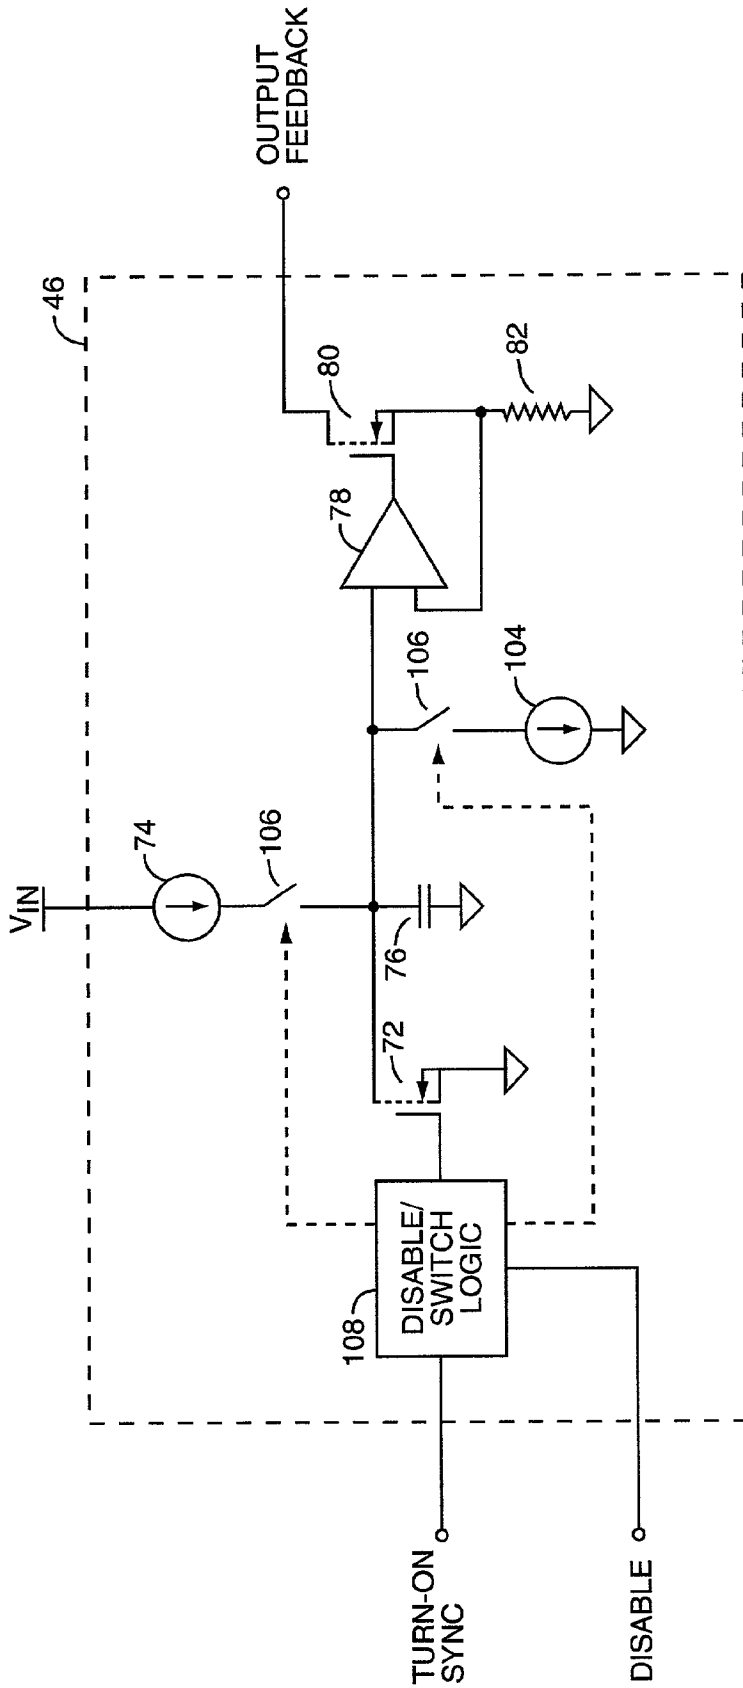 OUTPUT
FEEDBACK
46
80
82
78
VIN
74
106
106
104
76
72
108
DISABLE/
SWITCH
LOGIC
TURN-ON
SYNC
DISABLE